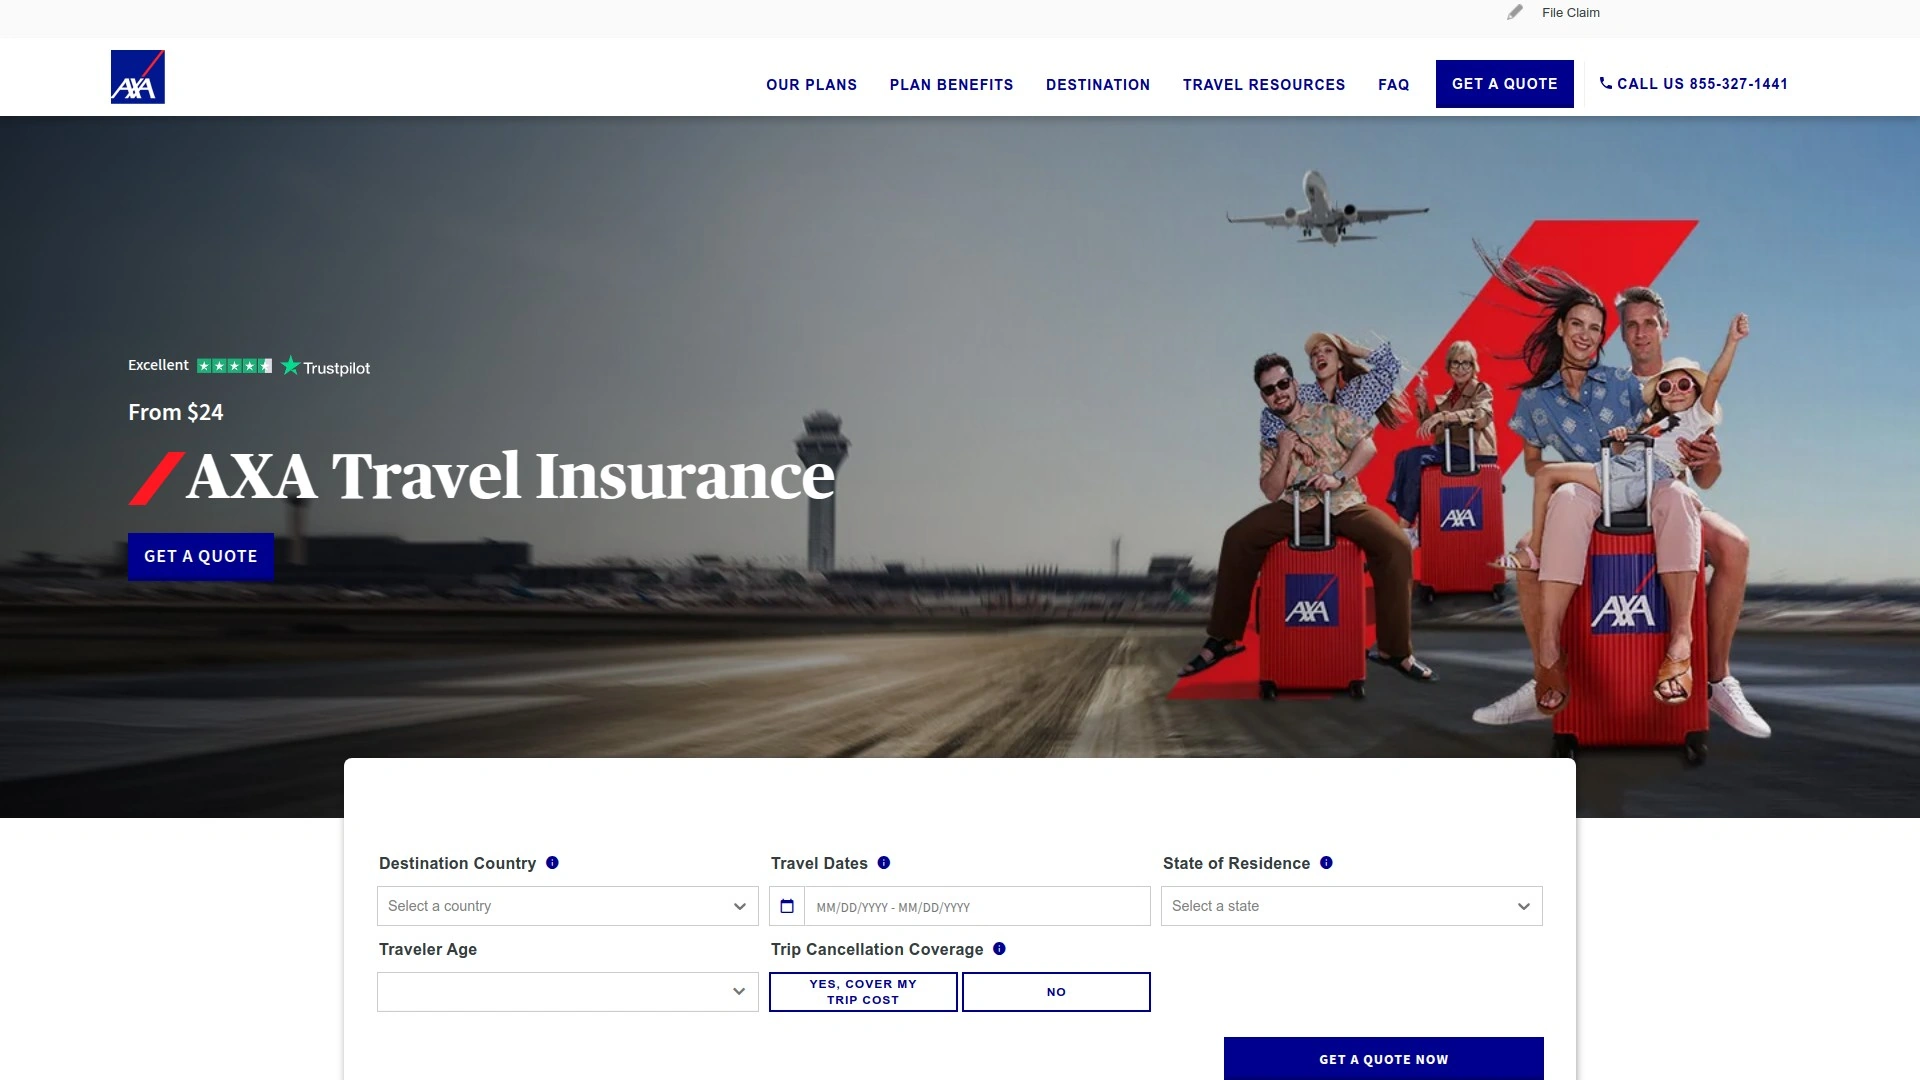 File Claim
AXA
OUR PLANS
PLAN BENEFITS
DESTINATION
TRAVEL RESOURCES
FAQ
GET A QUOTE
CALL US 855-327-1441
Excellent
Trustpilot
From $24
AXA Travel Insurance
GET A QUOTE
AXA
AXA
AXA
Destination Country
Travel Dates
State of Residence
Select a country
MM/DD/YYYY - MM/DD/YYYY
Select a state
Traveler Age
Trip Cancellation Coverage
YES, COVER MY
TRIP COST
NO
GET A QUOTE NOW